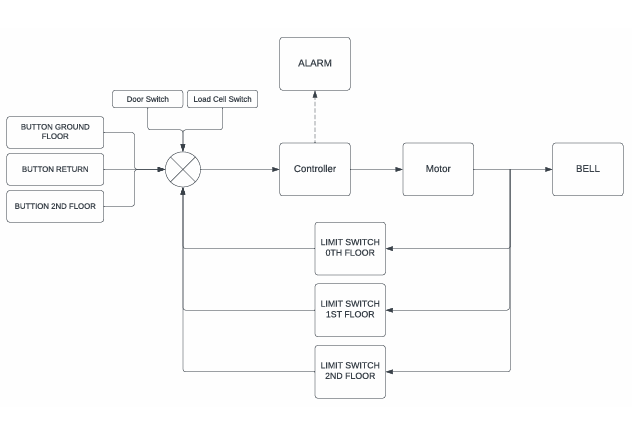 ALARM
Door Switch
Load Cell Switch
BUTTON GROUND
FLOOR
BUTTON RETURN
BUTTION 2ND FLOOR
Controller
Motor
BELL
LIMIT SWITCH
0TH FLOOR
LIMIT SWITCH
1ST FLOOR
LIMIT SWITCH
2ND FLOOR